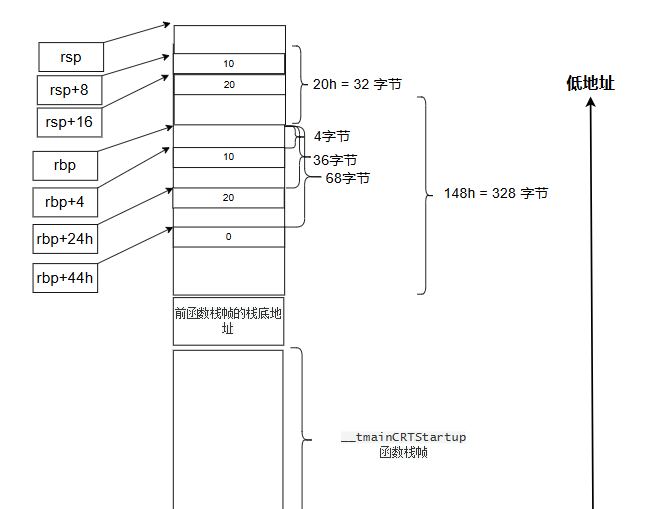 rsp
rsp+8
rsp+16
rbp
rbp+4
rbp+24h
rbp+44h
10
20
10
20
0
前函数栈帧的栈底地
址
20h = 32 字节
4字节
36字节
68字节
148h = 328 字节
__tmainCRTStartup
函数栈帧
低地址